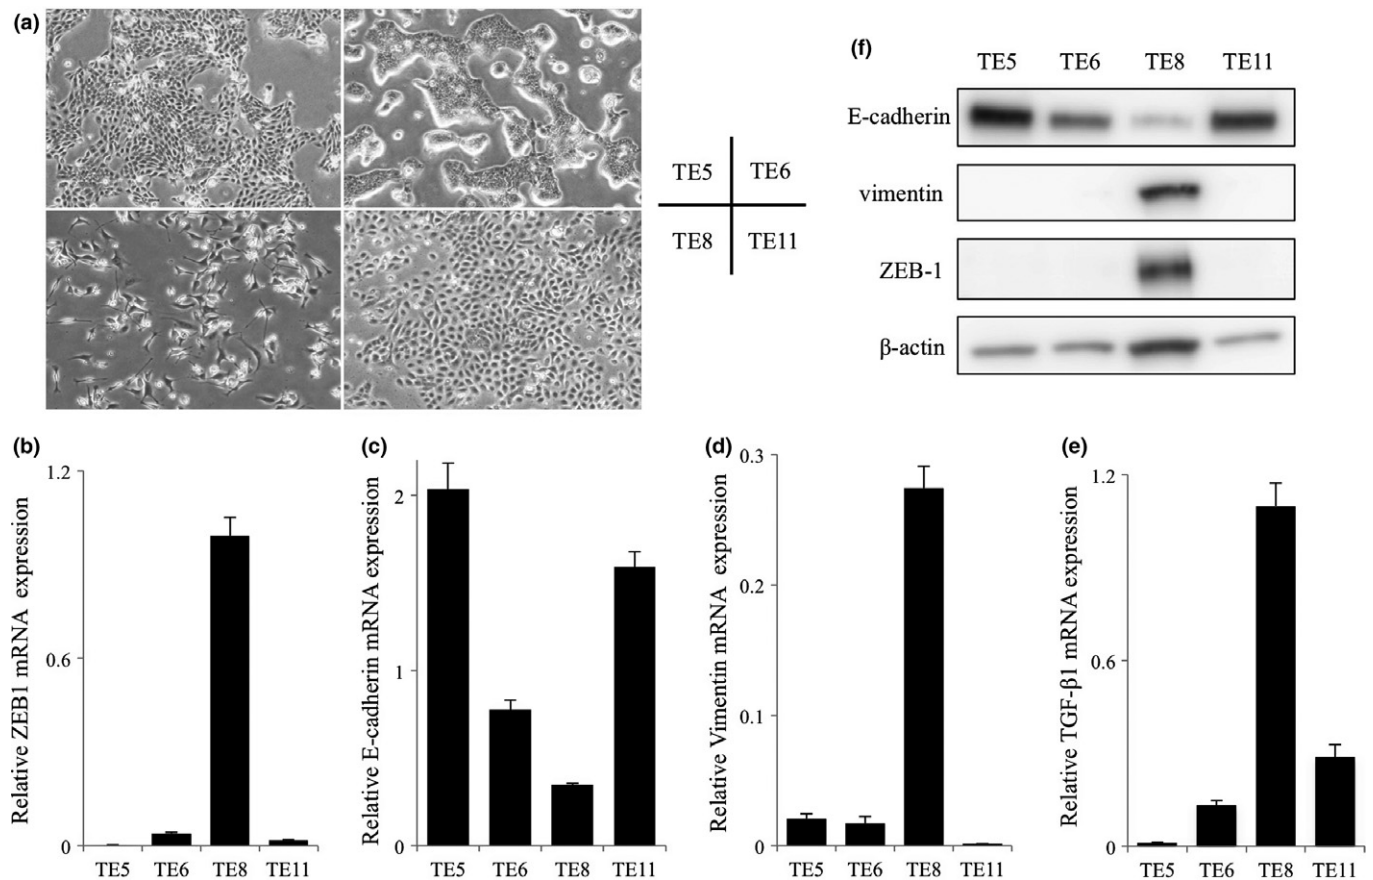 (a)
TE5 TE6
TE8 TE11
(f)
TE5 TE6 TE8 TE11
E-cadherin
vimentin
ZEB-1
β-actin
(b)
Relative ZEB1 mRNA expression
1.2
0.6
0
TE5 TE6 TE8 TE11
(c)
Relative E-cadherin mRNA expression
2
1
0
TE5 TE6 TE8 TE11
(d)
Relative Vimentin mRNA expression
0.3
0.2
0.1
0
TE5 TE6 TE8 TE11
(e)
Relative TGF-β1 mRNA expression
1.2
0.6
0
TE5 TE6 TE8 TE11